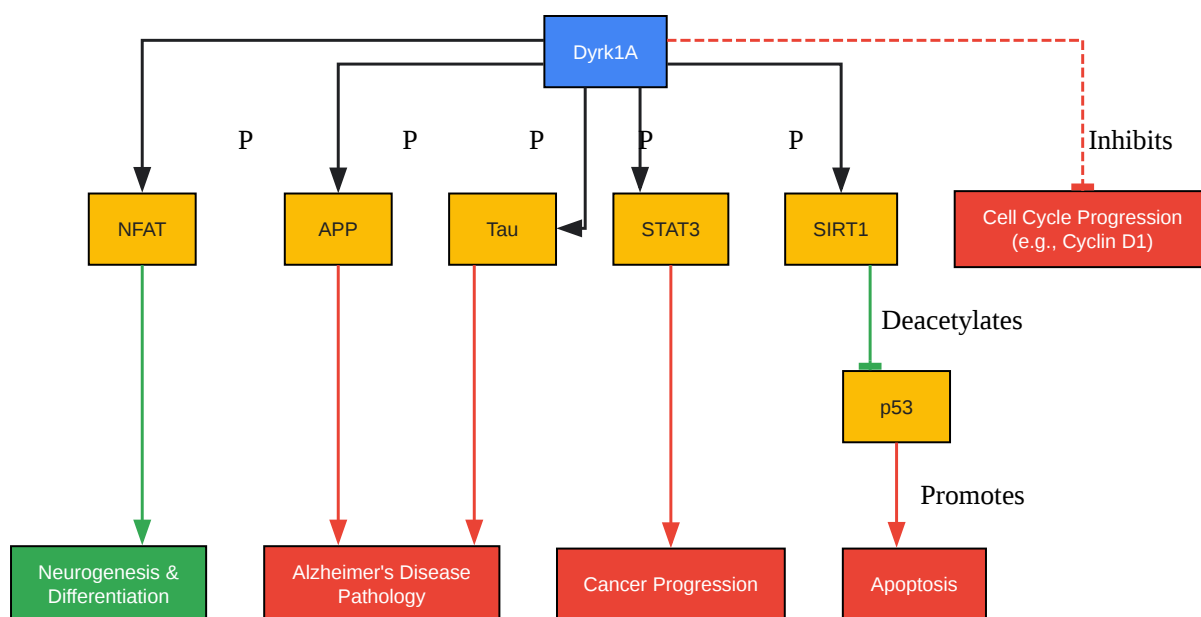 Dyrk1A
P
P
P
P
P
Inhibits
NFAT
APP
Tau
STAT3
SIRT1
Cell Cycle Progression
(e.g., Cyclin D1)
Deacetylates
p53
Promotes
Neurogenesis &
Differentiation
Alzheimer's Disease
Pathology
Cancer Progression
Apoptosis